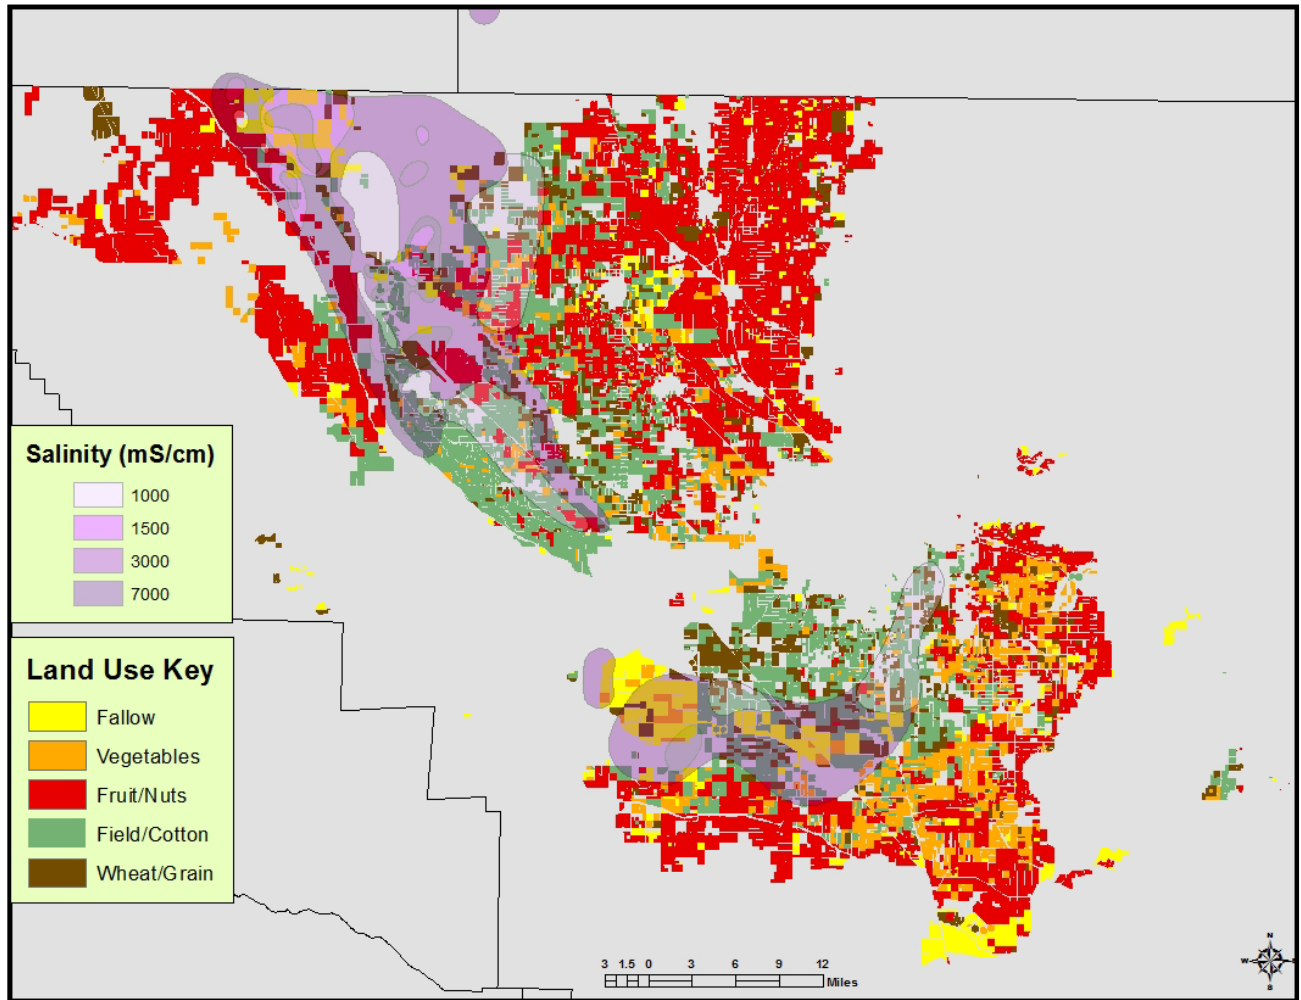 Salinity (mS/cm)
1000
1500
3000
7000
Land Use Key
Fallow
Vegetables
Fruit/Nuts
Field/Cotton
Wheat/Grain
3 1.5 0 3 6 9 12
Miles
N
W
S